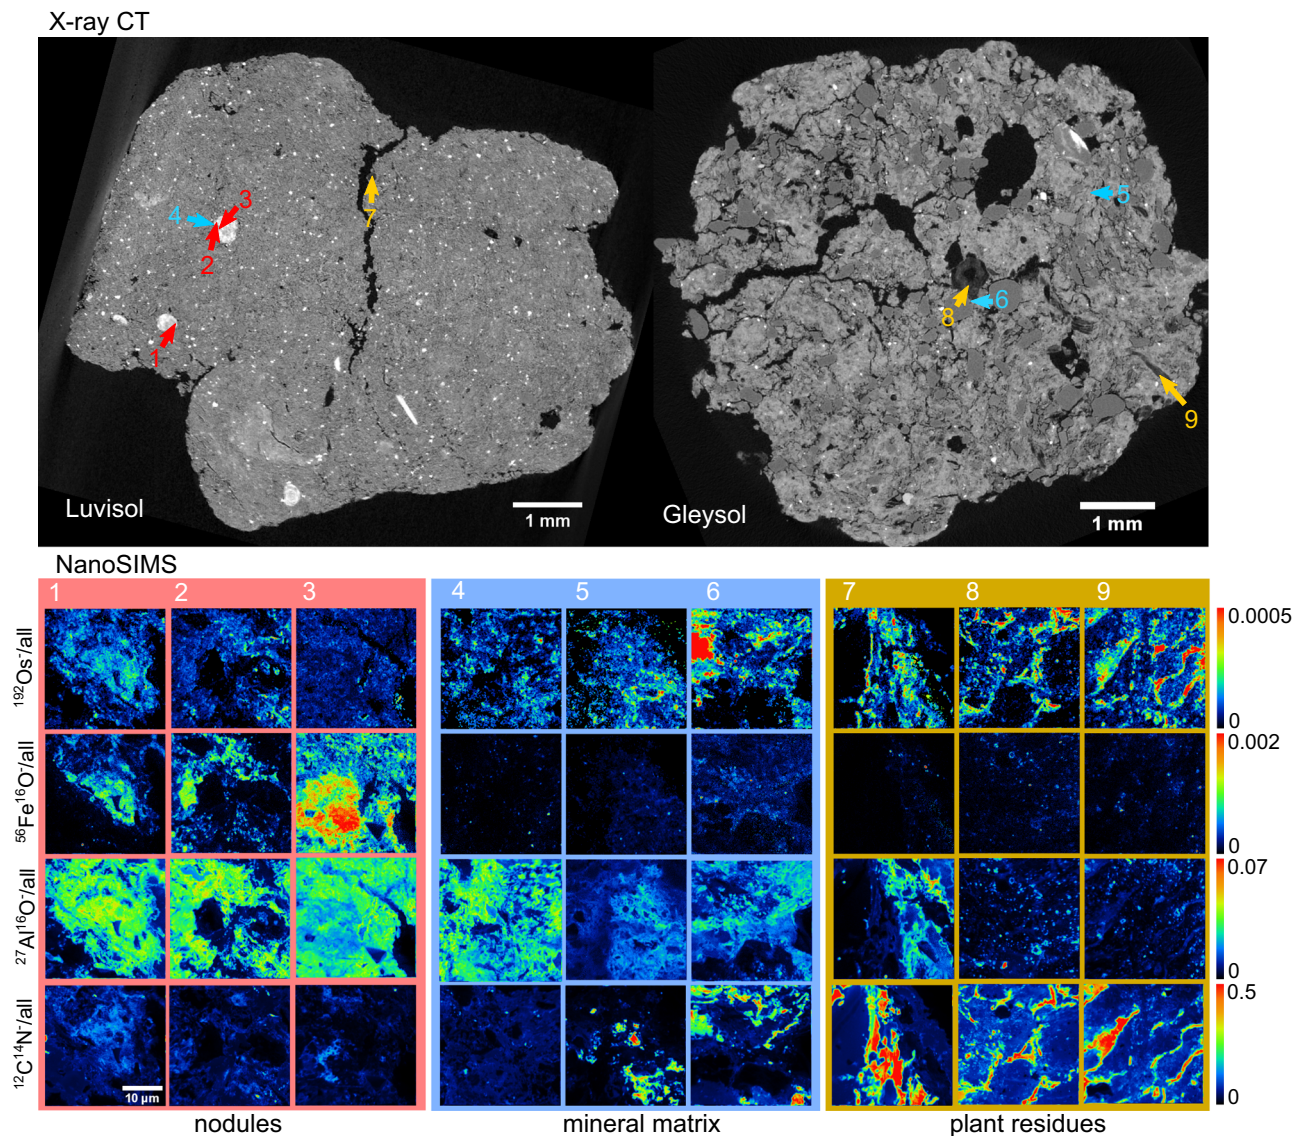 X-ray CT
3
4
2
7
1
5
6
8
9
Luvisol
1 mm
Gleysol
1 mm
NanoSIMS
1 2 3 4 5 6 7 8 9
¹⁹²Os⁻/all
0.0005
0
⁵⁶Fe¹⁶O⁻/all
0.002
0
²⁷Al¹⁶O⁻/all
0.07
0
¹²C¹⁴N⁻/all
0.5
0
10 µm
nodules
mineral matrix
plant residues